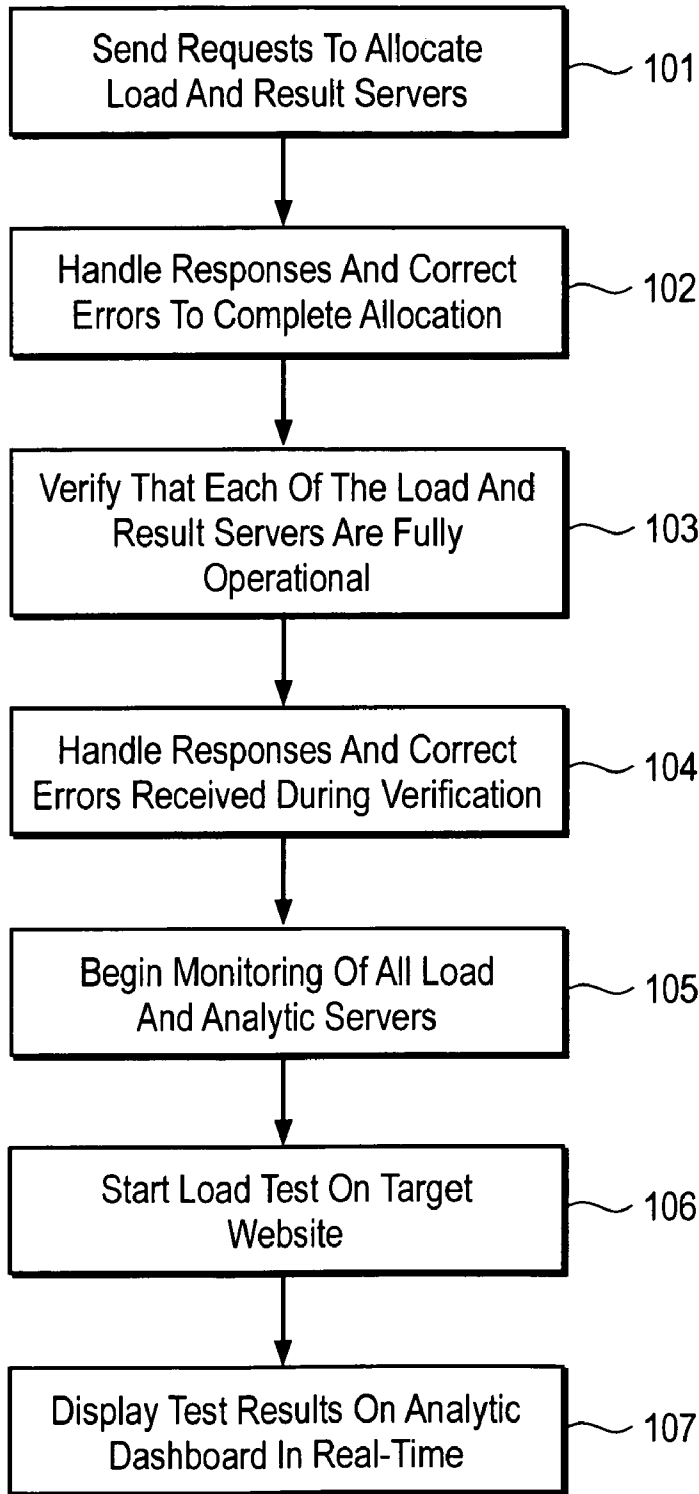 Send Requests To Allocate
Load And Result Servers
101
Handle Responses And Correct
Errors To Complete Allocation
102
Verify That Each Of The Load And
Result Servers Are Fully
Operational
103
Handle Responses And Correct
Errors Received During Verification
104
Begin Monitoring Of All Load
And Analytic Servers
105
Start Load Test On Target
Website
106
Display Test Results On Analytic
Dashboard In Real-Time
107